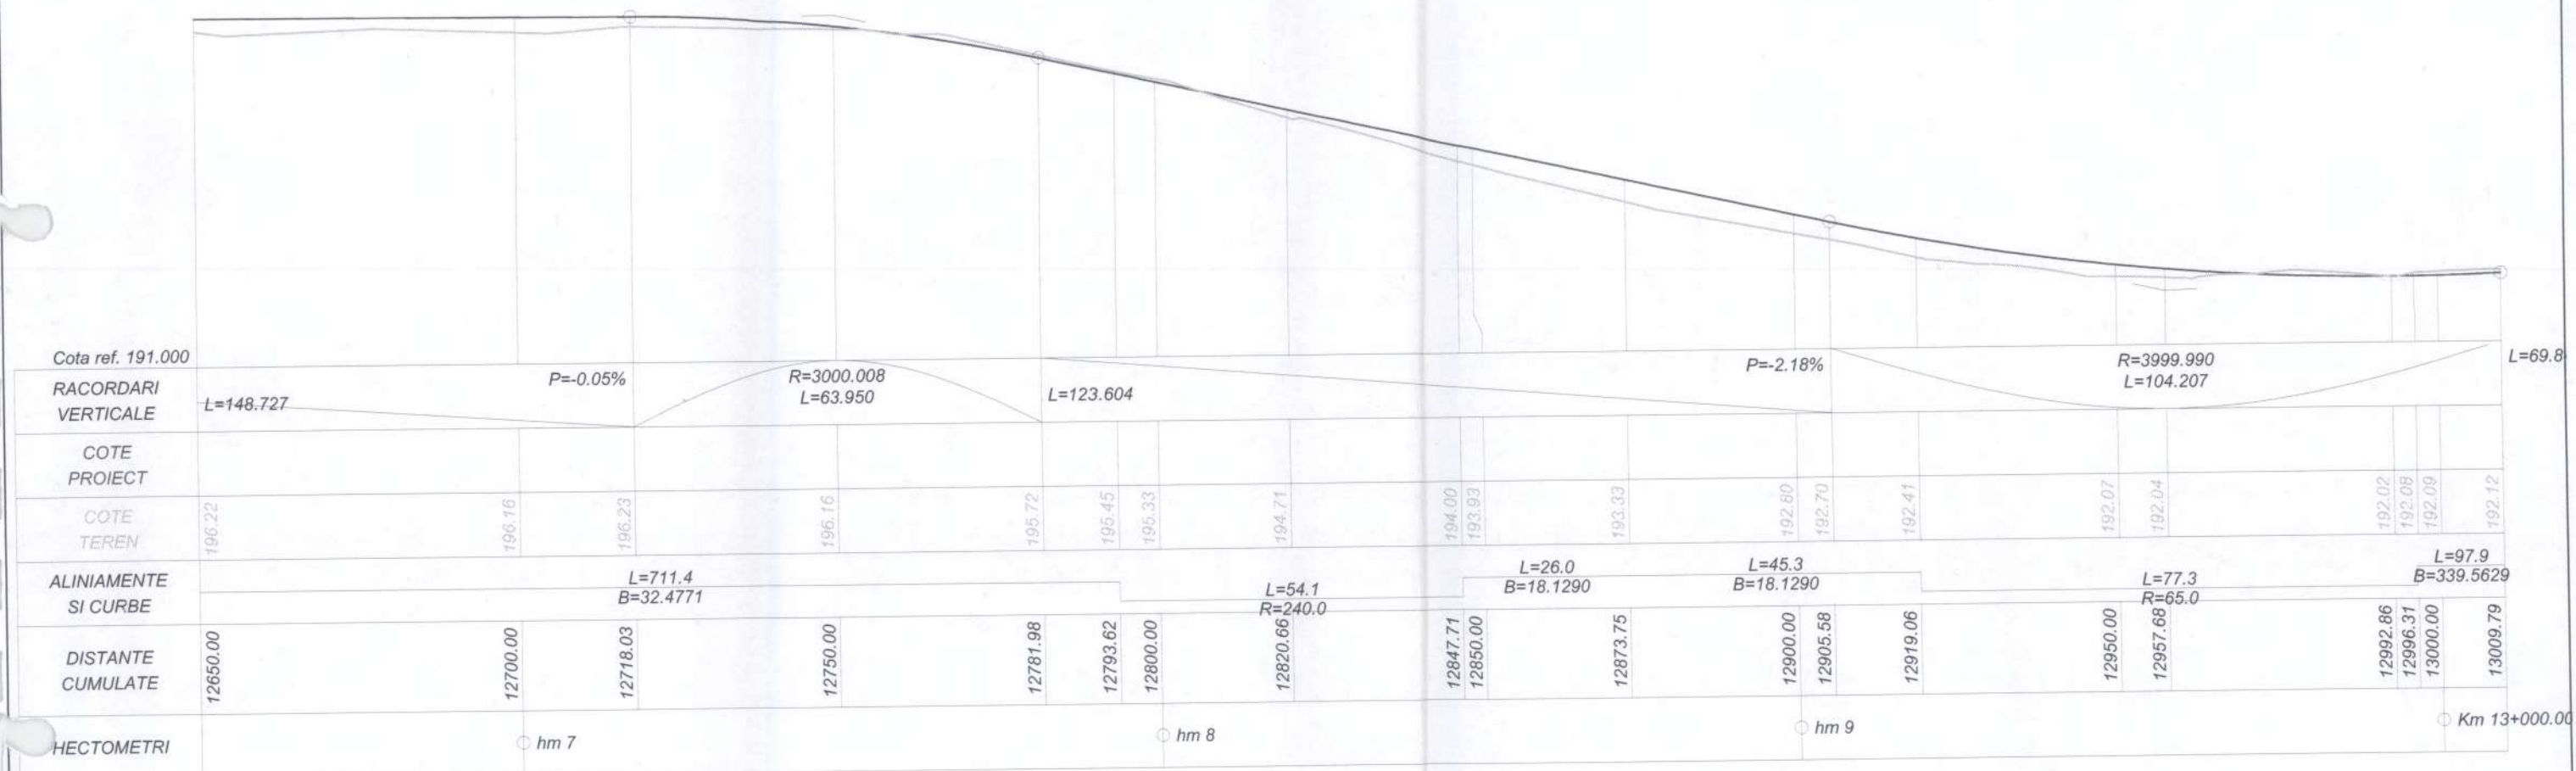 Cota ref. 191.000
RACORDARI
VERTICALE
L=148.727
P=-0.05%
R=3000.008
L=63.950
L=123.604
P=-2.18%
R=3999.990
L=104.207
L=69.8
COTE
PROIECT
COTE
TEREN
196.22
196.16
196.23
196.16
195.72
195.45
195.33
194.71
194.00
193.93
193.33
192.80
192.70
192.41
192.07
192.04
192.02
192.08
192.09
192.12
ALINIAMENTE
SI CURBE
L=711.4
B=32.4771
L=54.1
R=240.0
L=26.0
B=18.1290
L=45.3
B=18.1290
L=77.3
R=65.0
L=97.9
B=339.5629
DISTANTE
CUMULATE
12650.00
12700.00
12718.03
12750.00
12781.98
12793.62
12800.00
12820.66
12847.71
12850.00
12873.75
12900.00
12905.58
12919.06
12950.00
12957.68
12992.86
12996.31
13000.00
13009.79
HECTOMETRI
hm 7
hm 8
hm 9
Km 13+000.00